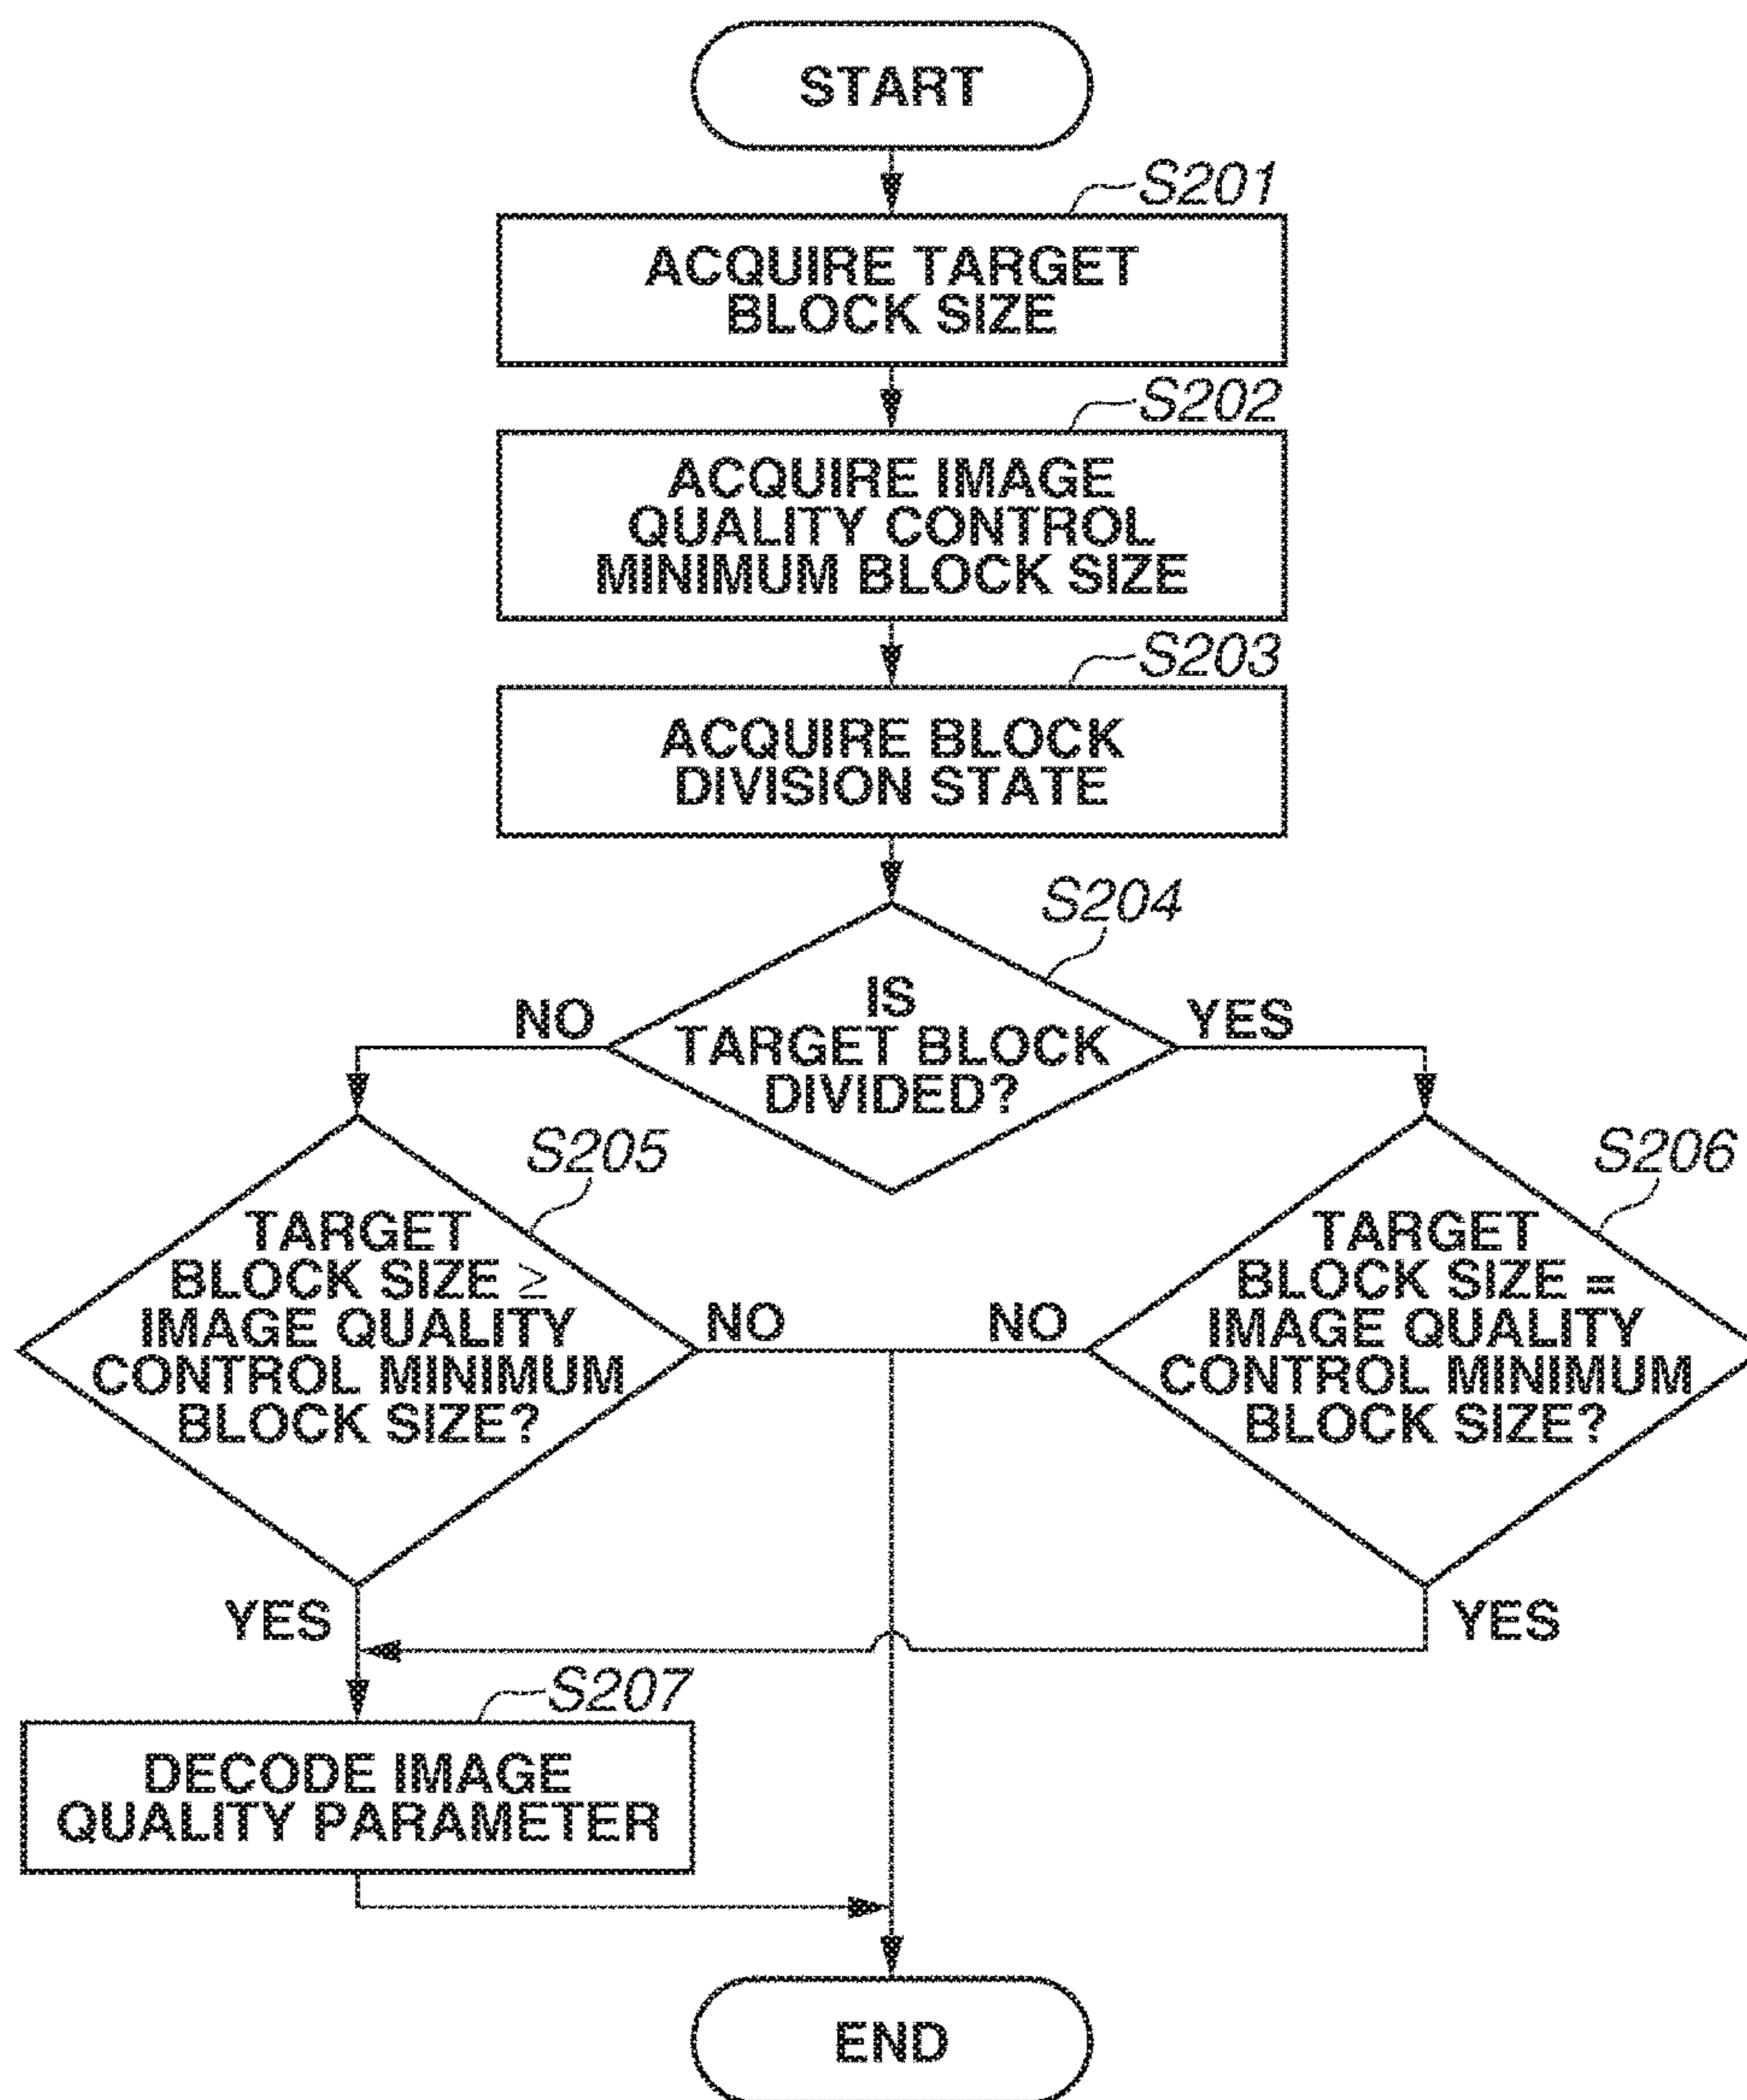 START
S201
ACQUIRE TARGET
BLOCK SIZE
S202
ACQUIRE IMAGE
QUALITY CONTROL
MINIMUM BLOCK SIZE
S203
ACQUIRE BLOCK
DIVISION STATE
S204
IS
TARGET BLOCK
DIVIDED?
NO
YES
S205
TARGET
BLOCK SIZE ≥
IMAGE QUALITY
CONTROL MINIMUM
BLOCK SIZE?
NO
YES
S206
TARGET
BLOCK SIZE =
IMAGE QUALITY
CONTROL MINIMUM
BLOCK SIZE?
NO
YES
S207
DECODE IMAGE
QUALITY PARAMETER
END